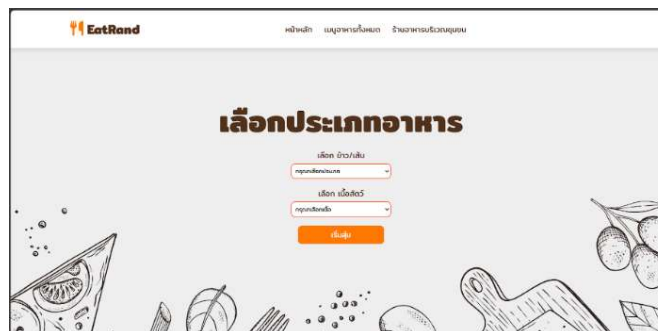 EatRand
หน้าหลัก เมนูอาหารทั้งหมด ร้านอาหารบริเวณชุมชน
เลือกประเภทอาหาร
เลือก ข้าว/เส้น
กรุณาเลือกประเภท
เลือก เนื้อสัตว์
กรุณาเลือกเนื้อ
เริ่มสุ่ม